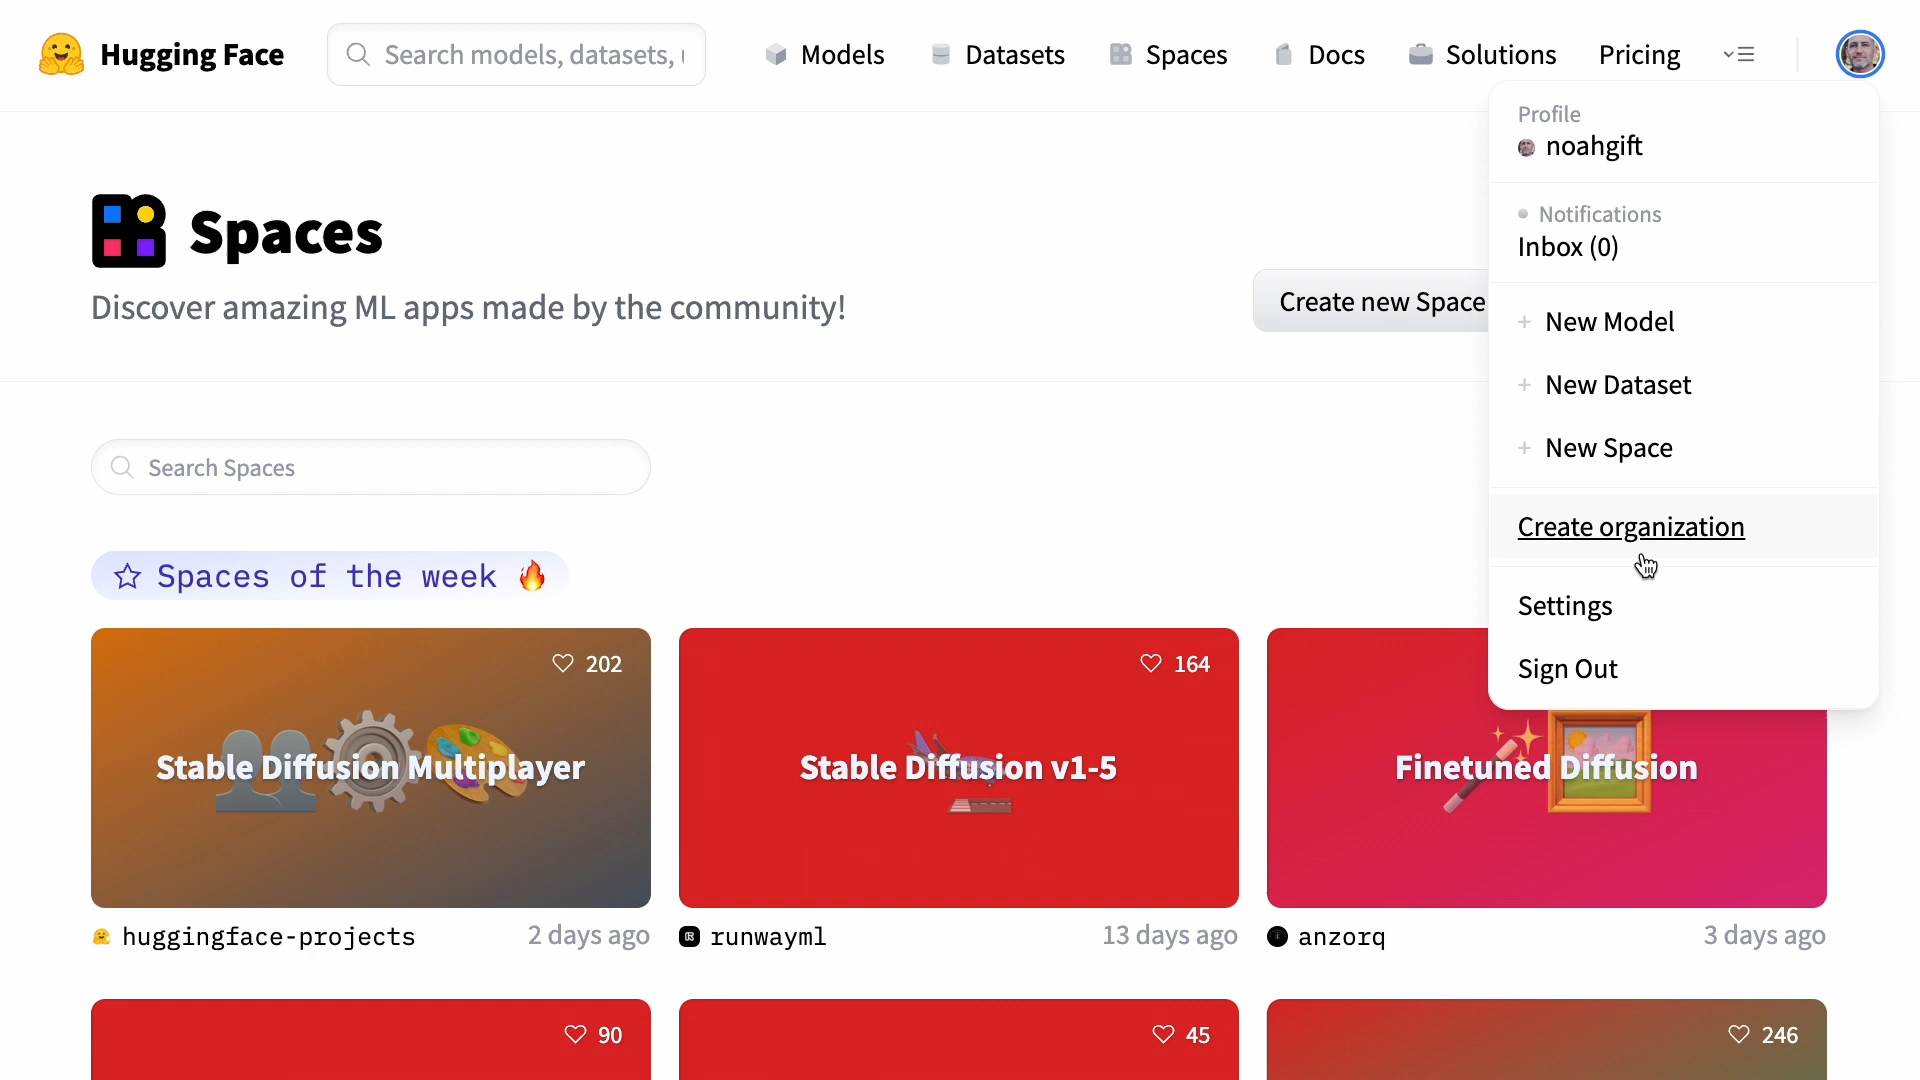 Hugging Face
Search models, datasets,
Models
Datasets
Spaces
Docs
Solutions
Pricing
Profile
noahgift
Notifications
Inbox (0)
+ New Model
+ New Dataset
+ New Space
Create organization
Settings
Sign Out
Spaces
Discover amazing ML apps made by the community!
Create new Space
Search Spaces
Spaces of the week 🔥
202
Stable Diffusion Multiplayer
huggingface-projects
2 days ago
164
Stable Diffusion v1-5
runwayml
13 days ago
Finetuned Diffusion
anzorq
3 days ago
90
45
246